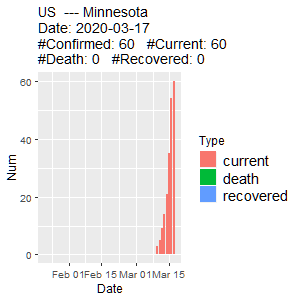 US --- Minnesota
Date: 2020-03-17
#Confirmed: 60 #Current: 60
#Death: 0 #Recovered: 0
60
40
20
0
Num
Feb 01
Feb 15
Mar 01
Mar 15
Date
Type
current
death
recovered